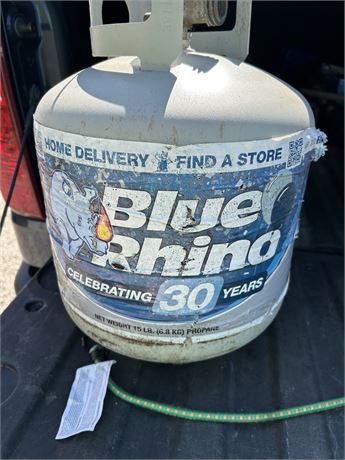 HOME DELIVERY FIND A STORE
Blue
Rhino
CELEBRATING 30 YEARS
NET WEIGHT 15 LB. (6.8 KG) PROPANE